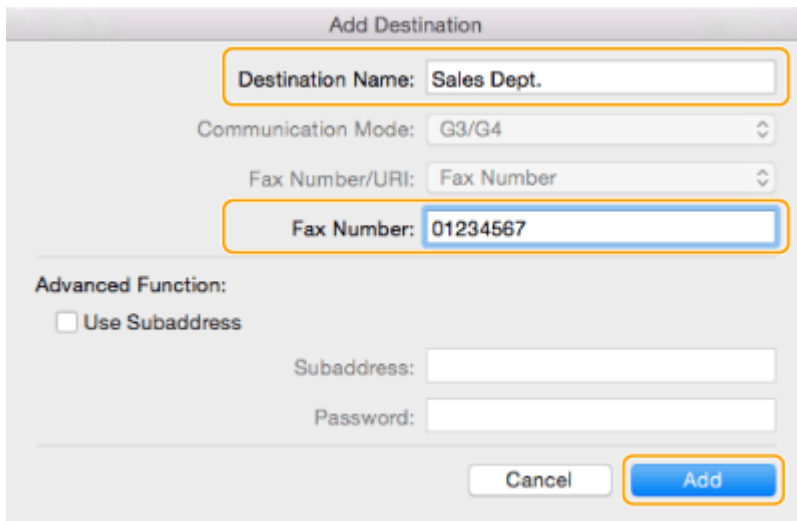 Add Destination
Destination Name: Sales Dept.
Communication Mode: G3/G4
Fax Number/URI: Fax Number
Fax Number: 01234567
Advanced Function:
Use Subaddress
Subaddress:
Password:
Cancel Add